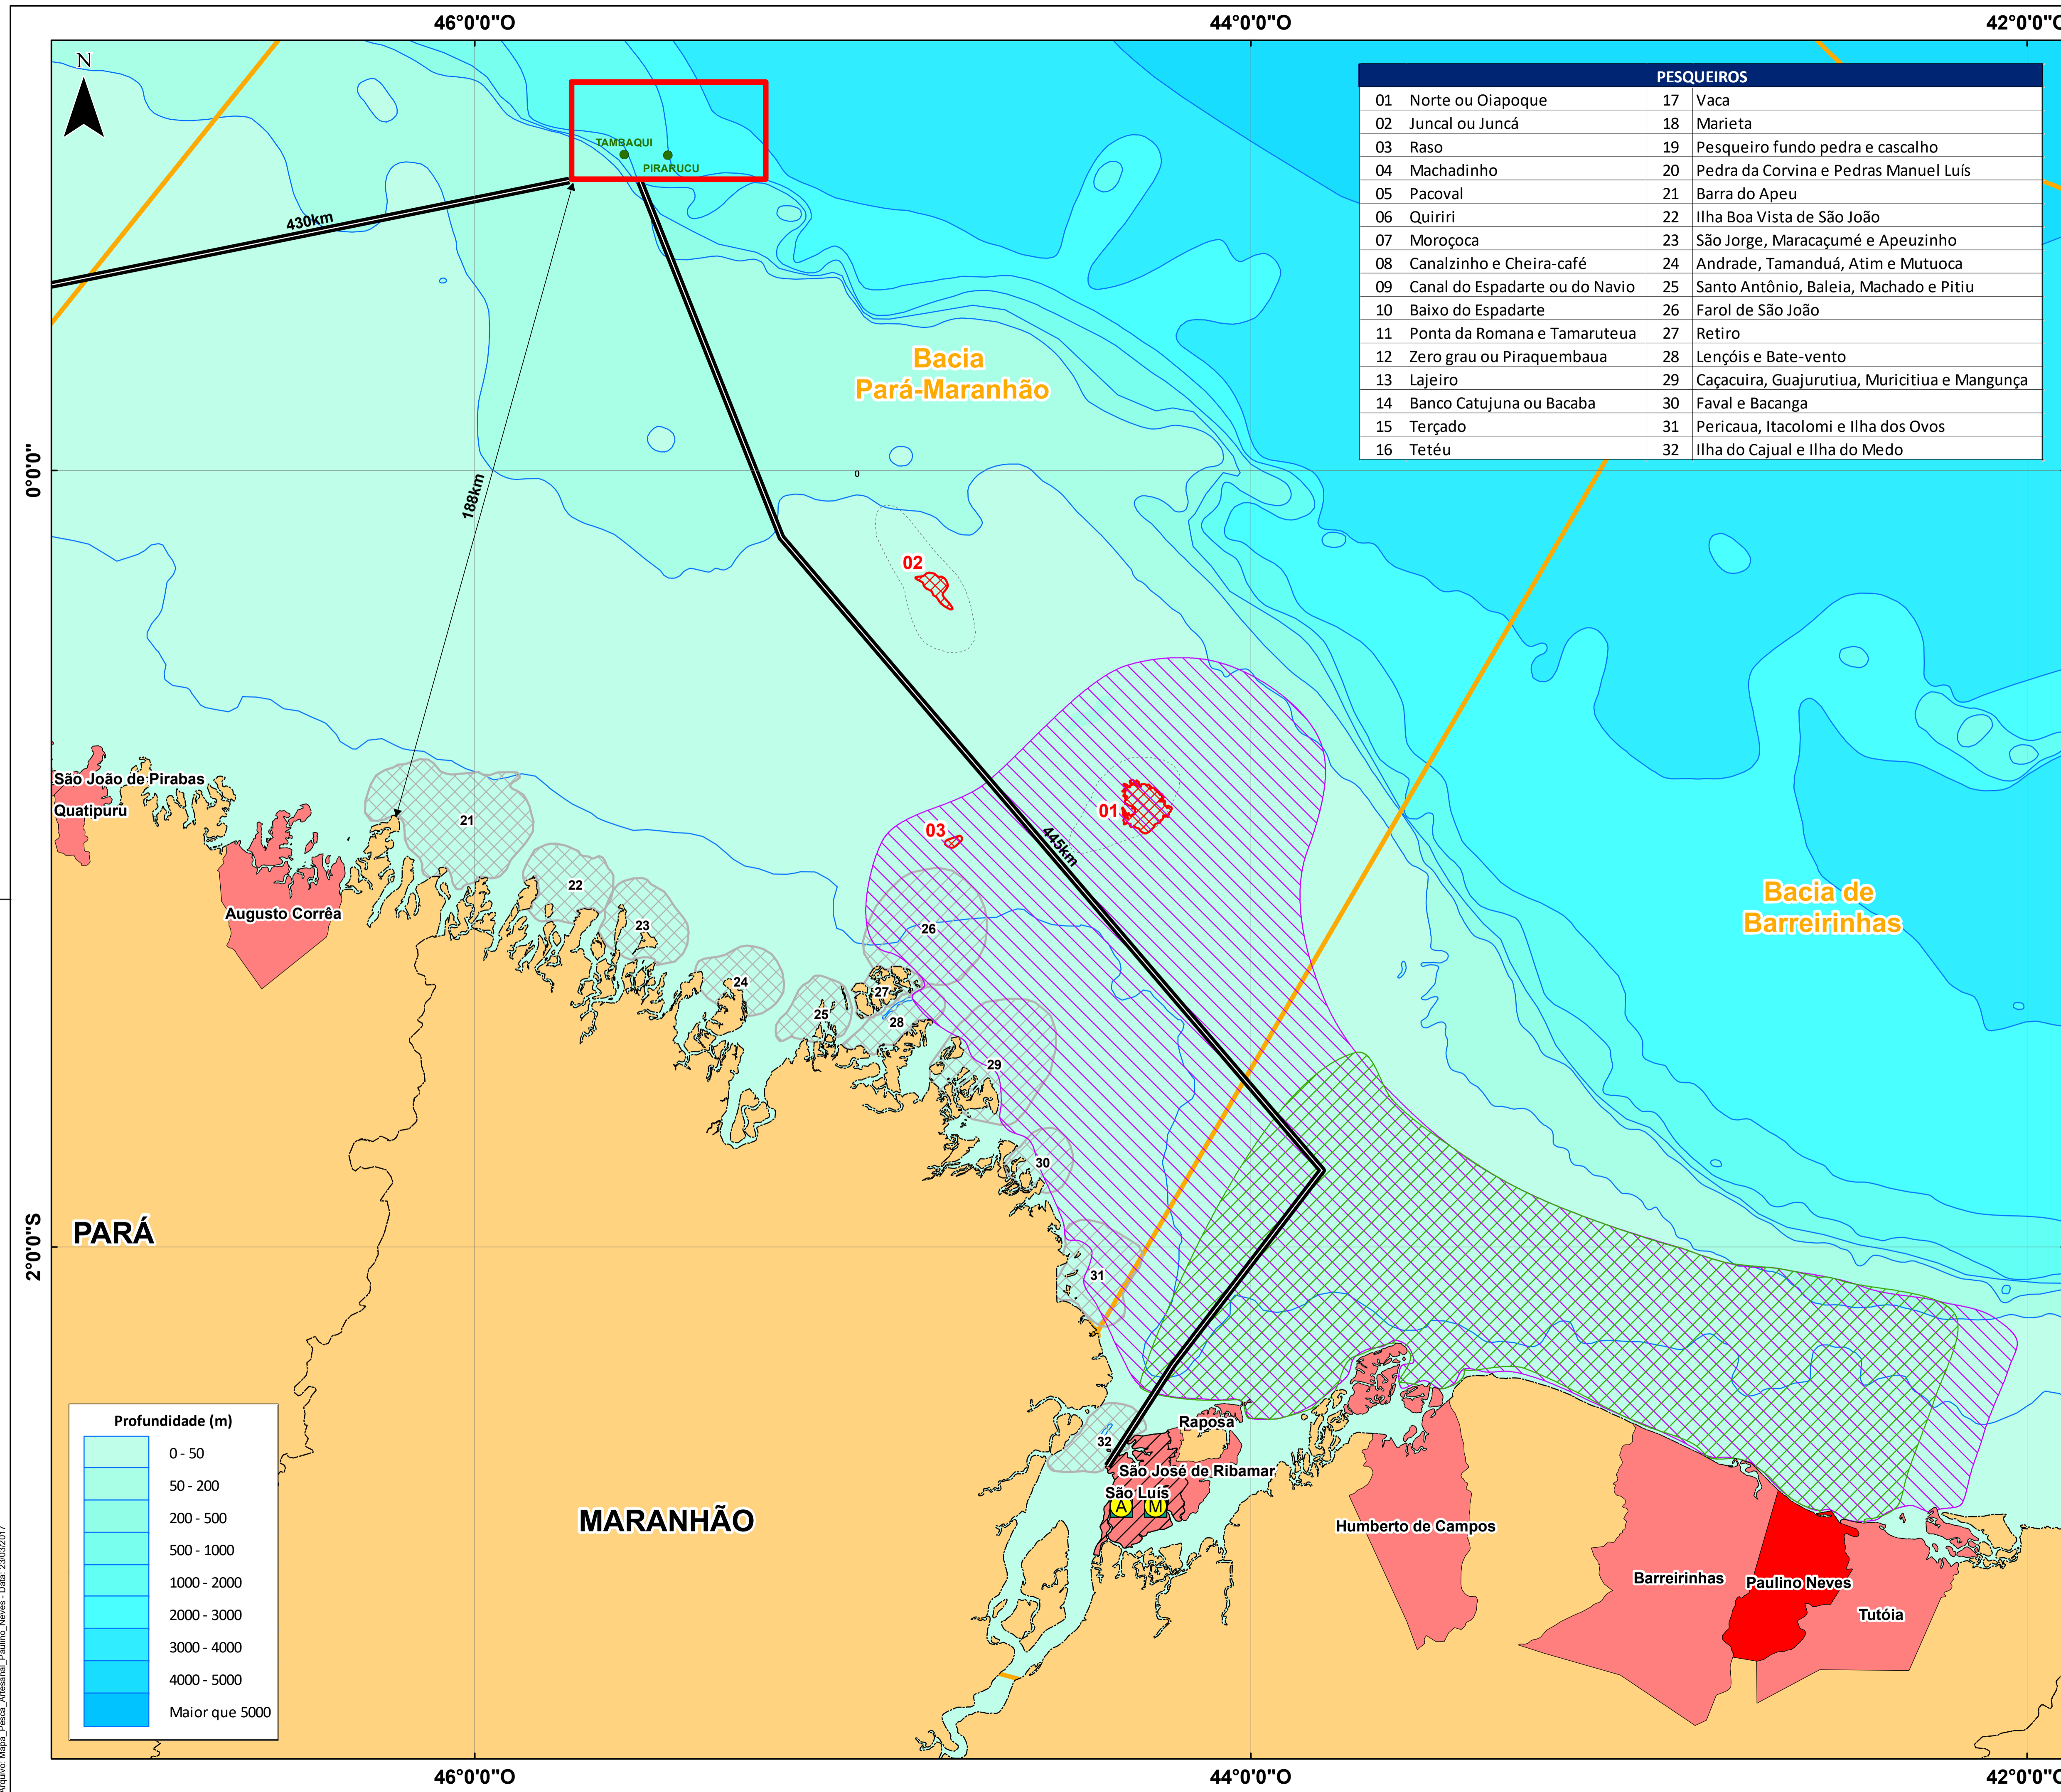 46°0'0"O
44°0'0"O
42°0'0"O
N
TAMBAQUI
PIRARUCU
430km
188km
445km
PESQUEIROS
01 Norte ou Oiapoque 17 Vaca
02 Juncal ou Juncá 18 Marieta
03 Raso 19 Pesqueiro fundo pedra e cascalho
04 Machadinho 20 Pedra da Corvina e Pedras Manuel Luís
05 Pacoval 21 Barra do Apeu
06 Quiriri 22 Ilha Boa Vista de São João
07 Moroçoca 23 São Jorge, Maracaçumé e Apeuzinho
08 Canalzinho e Cheira-café 24 Andrade, Tamanduá, Atim e Mutuoca
09 Canal do Espadarte ou do Navio 25 Santo Antônio, Baleia, Machado e Pitiu
10 Baixo do Espadarte 26 Farol de São João
11 Ponta da Romana e Tamaruteua 27 Retiro
12 Zero grau ou Piraquembaua 28 Lençóis e Bate-vento
13 Lajeiro 29 Caçacuira, Guajurutiua, Muricitiua e Mangunça
14 Banco Catujuna ou Bacaba 30 Faval e Bacanga
15 Terçado 31 Pericaua, Itacolomi e Ilha dos Ovos
16 Tetéu 32 Ilha do Cajual e Ilha do Medo
Bacia
Pará-Maranhão
0°0'0"
0
02
São João de Pirabas
Quatipuru
21
01
03
22
Augusto Corrêa
23
26
Bacia de
Barreirinhas
24
27
25
28
29
30
2°0'0"S
PARÁ
31
Raposa
32
São José de Ribamar
São Luís
A
M
MARANHÃO
Humberto de Campos
Barreirinhas
Paulino Neves
Tutóia
Profundidade (m)
0 - 50
50 - 200
200 - 500
500 - 1000
1000 - 2000
2000 - 3000
3000 - 4000
4000 - 5000
Maior que 5000
Arquivo: Mapa_Pesca_Artesanal_Paulino_Neves - Data: 23/03/2017
46°0'0"O
44°0'0"O
42°0'0"O